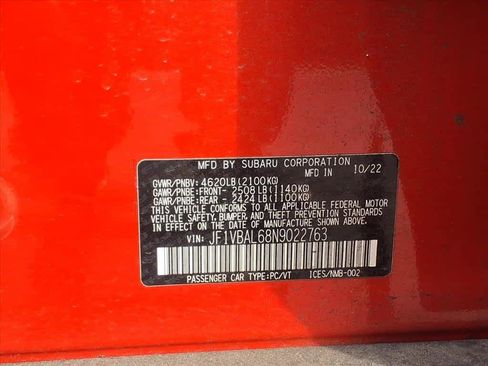 MFD BY SUBARU CORPORATION 10/22
GVWR/PNBV: 4620LB(2100KG)
GAWR/PNBE:FRONT- 2508LB(1140KG)
GAWR/PNBE:REAR - 2424LB(1100KG)
THIS VEHICLE CONFORMS TO ALL APPLICABLE FEDERAL MOTOR
VEHICLE SAFETY, BUMPER, AND THEFT PREVENTION STANDARDS
IN EFFECT ON THE DATE OF MANUFACTURE SHOWN ABOVE.
VIN: JF1VBAL68N9022763
PASSENGER CAR TYPE:PC/VT ICES/NMB-002